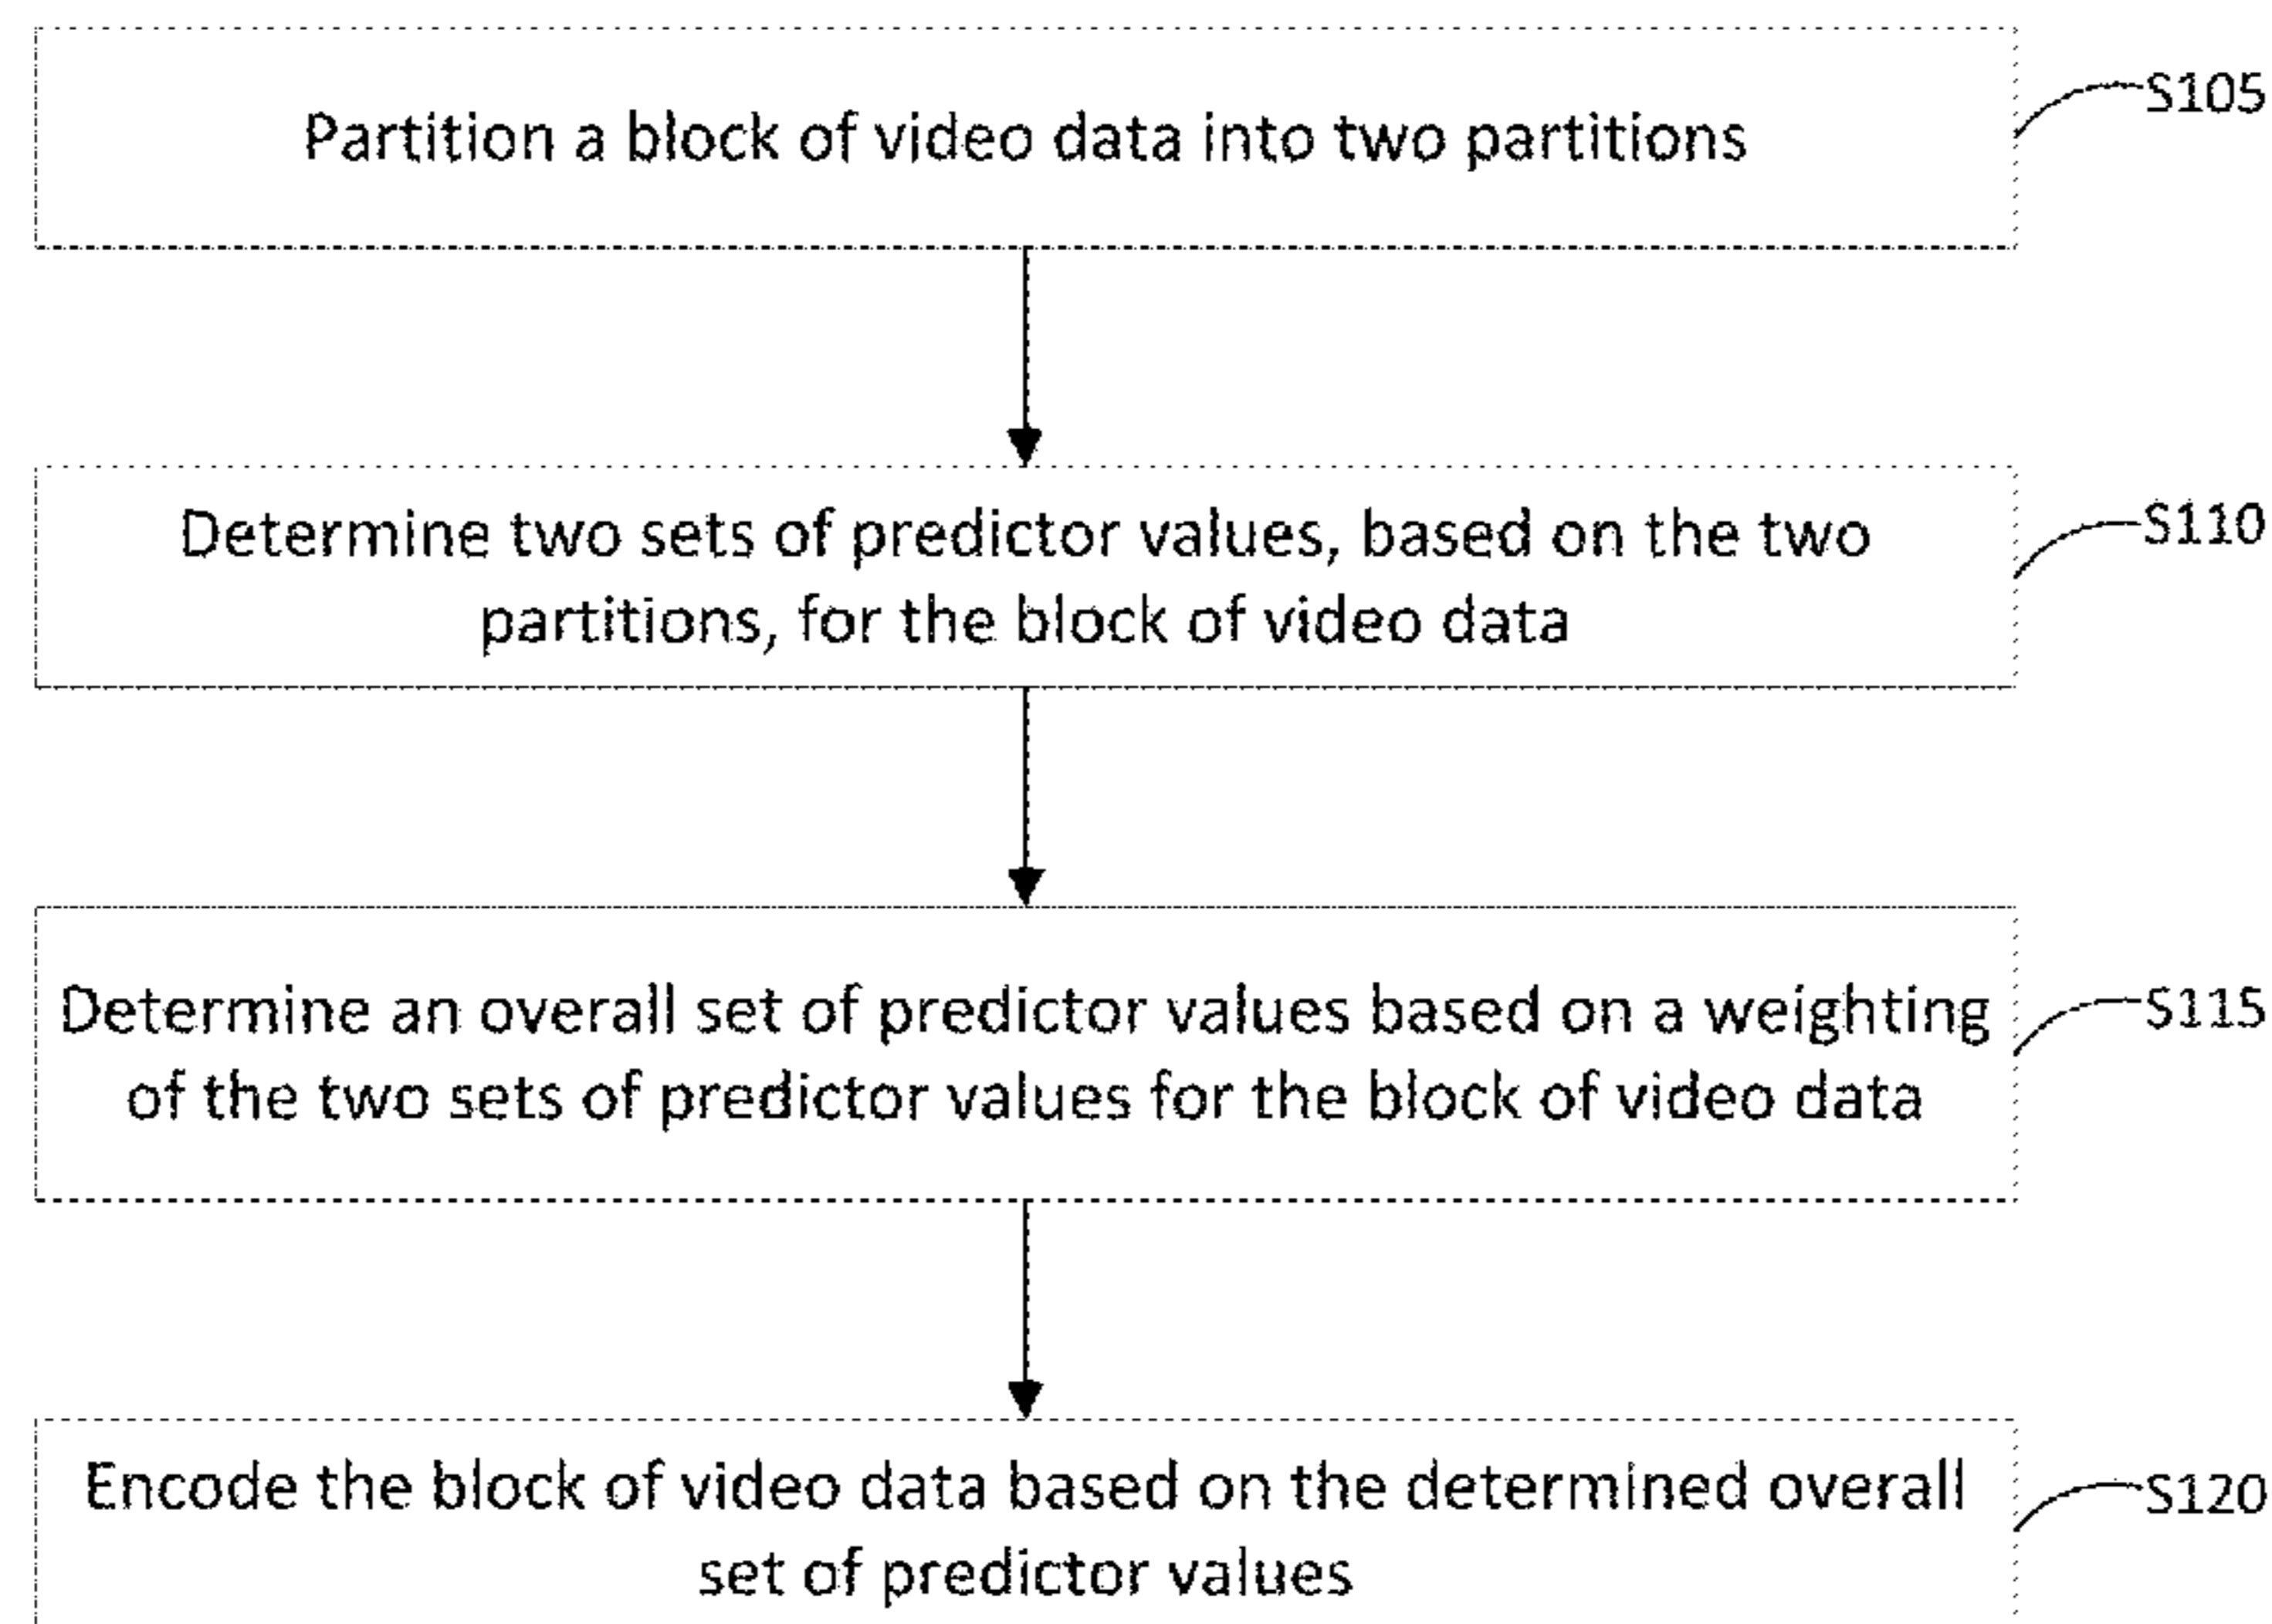 Partition a block of video data into two partitions
S105
Determine two sets of predictor values, based on the two
partitions, for the block of video data
S110
Determine an overall set of predictor values based on a weighting
of the two sets of predictor values for the block of video data
S115
Encode the block of video data based on the determined overall
set of predictor values
S120